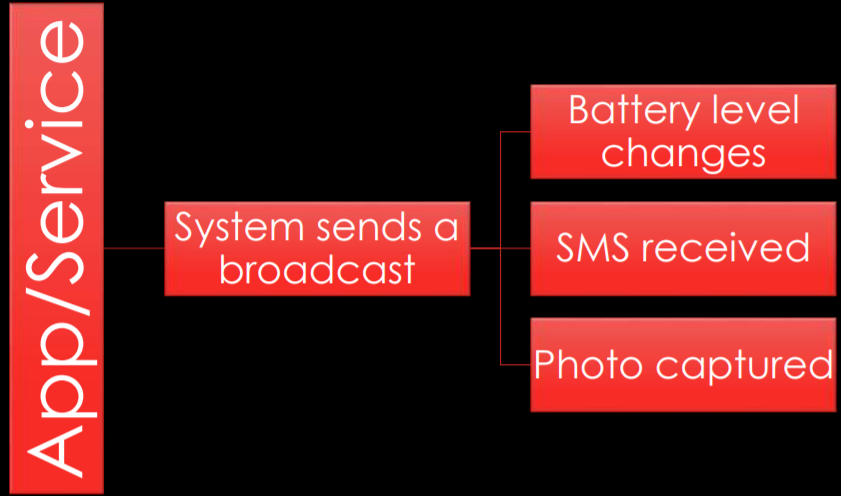 App/Service
System sends a
broadcast
Battery level
changes
SMS received
Photo captured